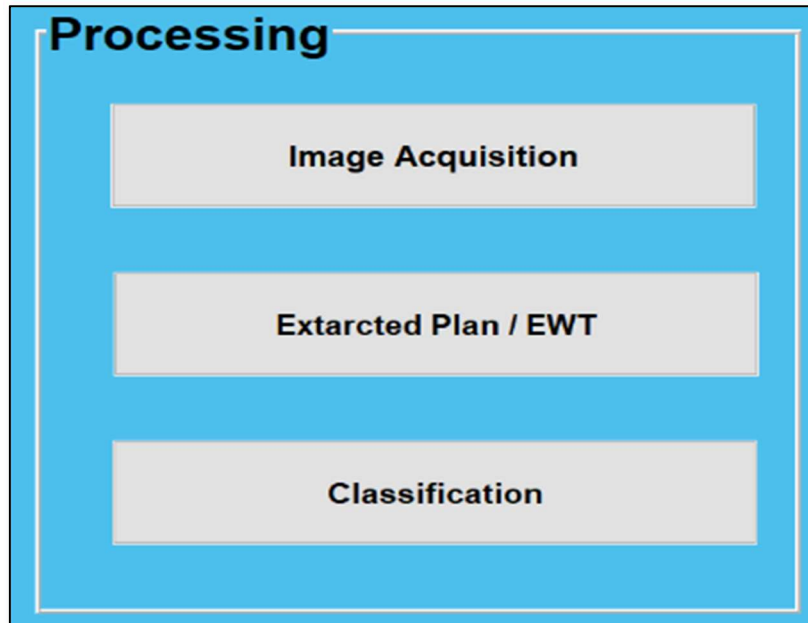 Processing
Image Acquisition
Extarcted Plan / EWT
Classification